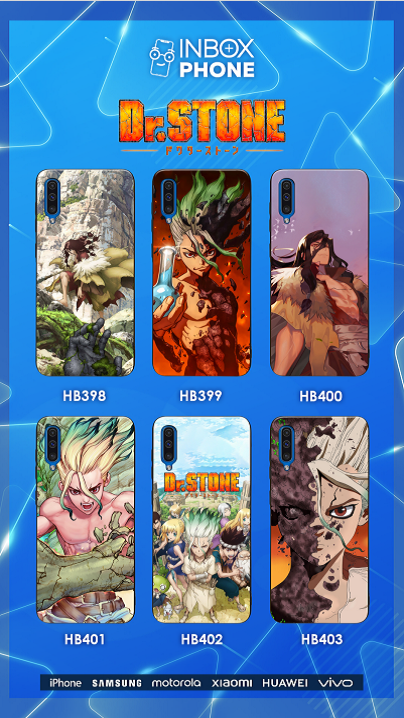 INBOX
PHONE
Dr.STONE
ドクターストーン
HB398 HB399 HB400
Dr.STONE
HB401 HB402 HB403
iPhone SAMSUNG motorola xiaomi HUAWEI vivo